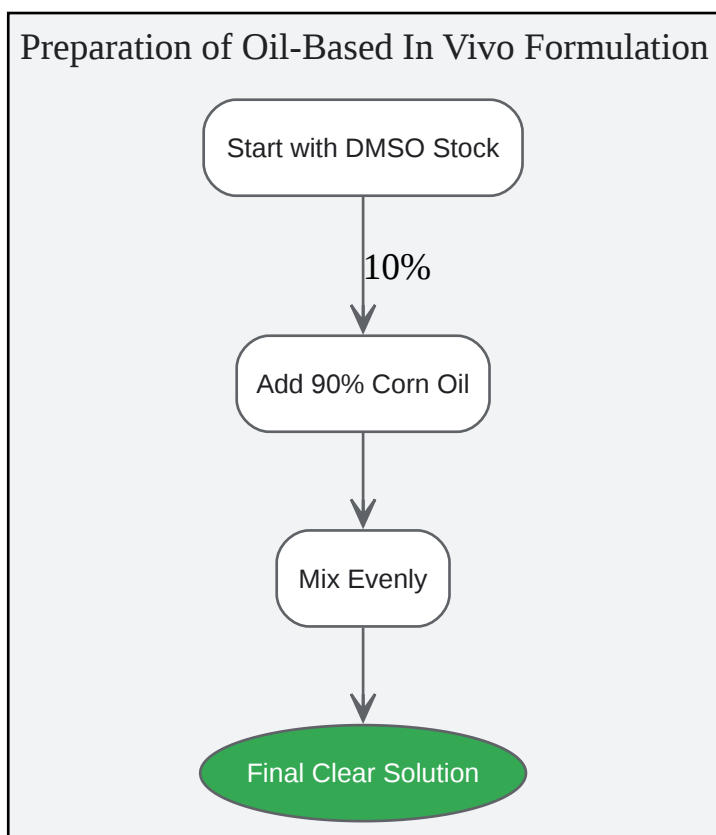 Preparation of Oil-Based In Vivo Formulation
Start with DMSO Stock
10%
Add 90% Corn Oil
Mix Evenly
Final Clear Solution